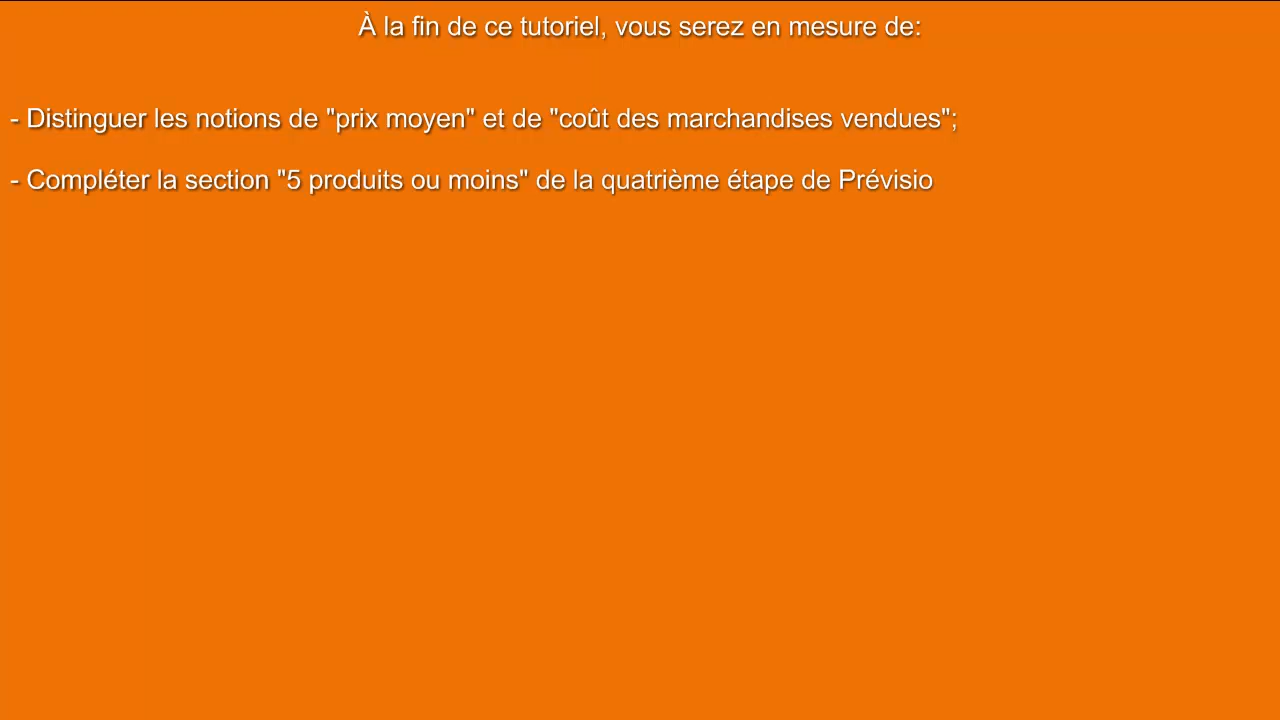 À la fin de ce tutoriel, vous serez en mesure de:
- Distinguer les notions de "prix moyen" et de "coût des marchandises vendues";
- Compléter la section "5 produits ou moins" de la quatrième étape de Prévisio